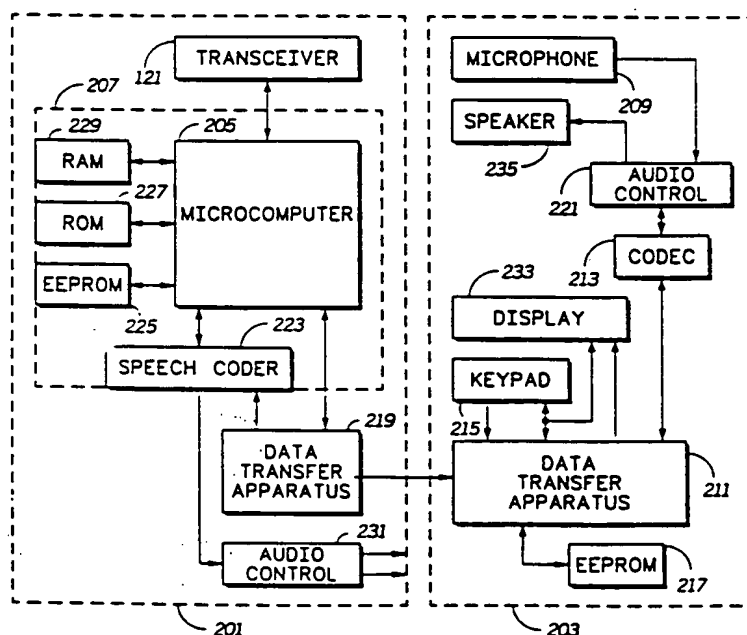 TRANSCEIVER
121
207
229
RAM
205
227
ROM
MICROCOMPUTER
EEPROM
225
223
SPEECH CODER
219
DATA
TRANSFER
APPARATUS
231
AUDIO
CONTROL
201
MICROPHONE
209
SPEAKER
235
AUDIO
CONTROL
221
CODEC
213
233
DISPLAY
KEYPAD
215
DATA
TRANSFER
APPARATUS
211
EEPROM
217
203